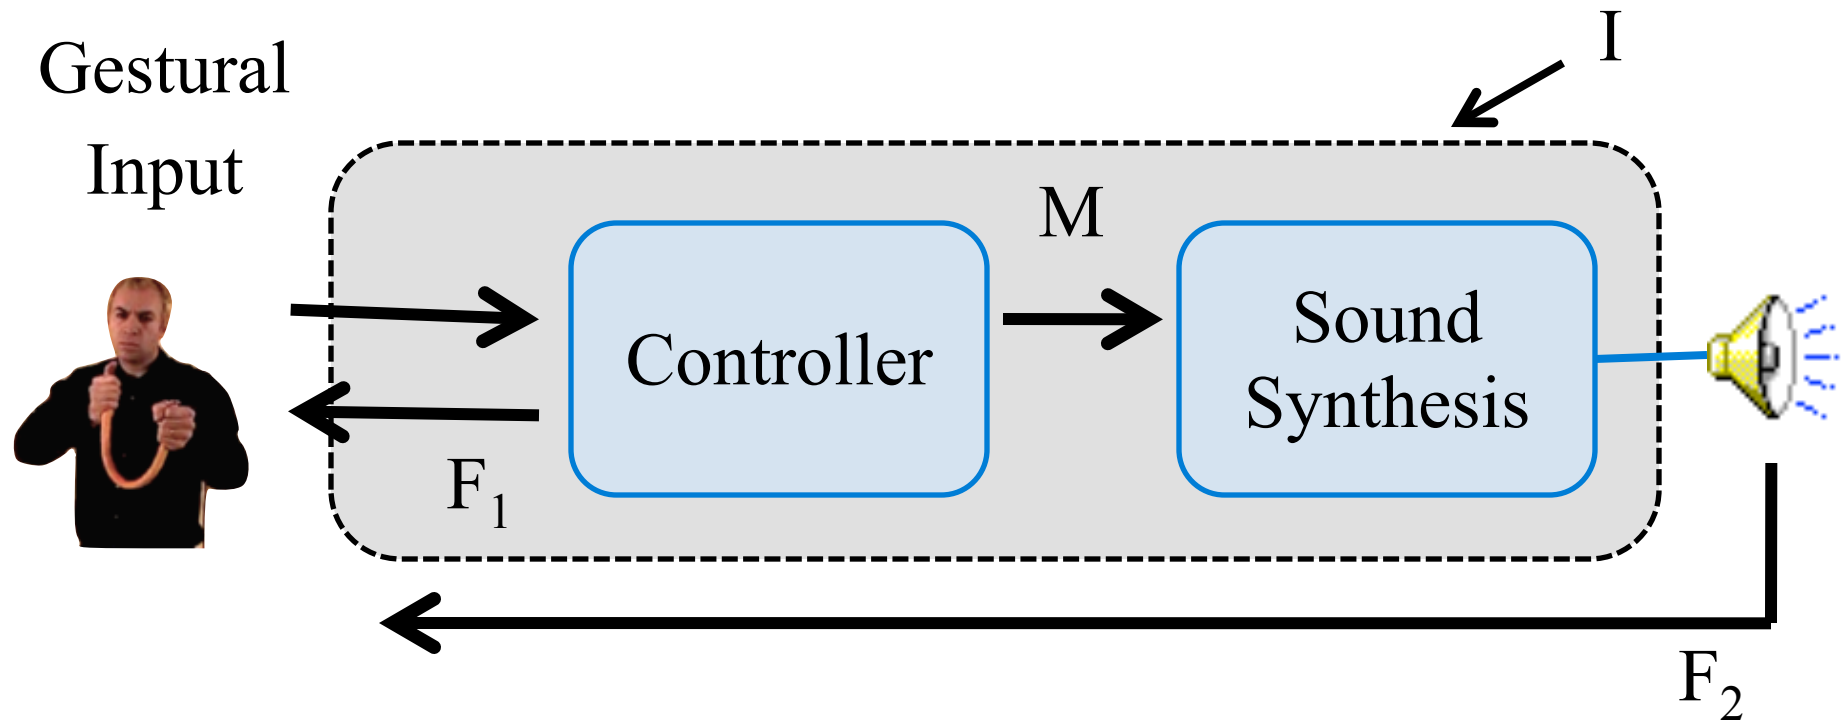 Gestural
Input
I
M
Controller
Sound
Synthesis
F₁
F₂